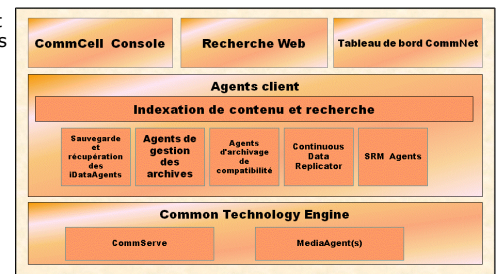 t
s
CommCell Console
Recherche Web
Tableau de bord CommNet
Agents client
Indexation de contenu et recherche
Sauvegarde
et
récupération
des
iDataAgents
Agents de
gestion
des
archives
Agents
d'archivage
de
compatibilité
Continuous
Data
Replicator
SRM Agents
Common Technology Engine
CommServe
MediaAgent(s)